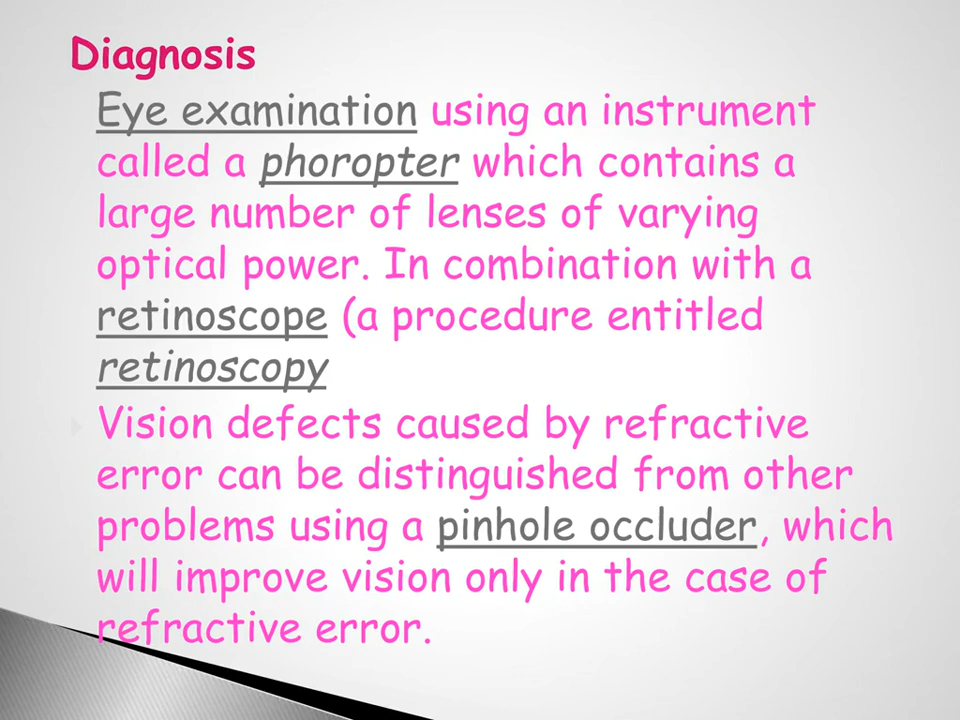 Diagnosis
Eye examination using an instrument
called a phoropter which contains a
large number of lenses of varying
optical power. In combination with a
retinoscope (a procedure entitled
retinoscopy
Vision defects caused by refractive
error can be distinguished from other
problems using a pinhole occluder, which
will improve vision only in the case of
refractive error.